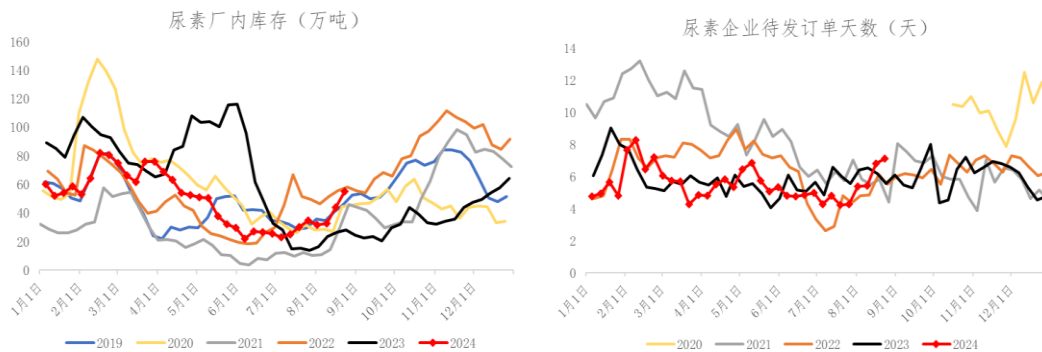 尿素厂内库存（万吨）
160
140
120
100
80
60
40
20
0
1月1日
2月1日
3月1日
4月1日
5月1日
6月1日
7月1日
8月1日
9月1日
10月1日
11月1日
12月1日
2019 2020 2021 2022 2023 2024
尿素企业待发订单天数（天）
14
12
10
8
6
4
2
0
1月1日
2月1日
3月1日
4月1日
5月1日
6月1日
7月1日
8月1日
9月1日
10月1日
11月1日
12月1日
2020 2021 2022 2023 2024